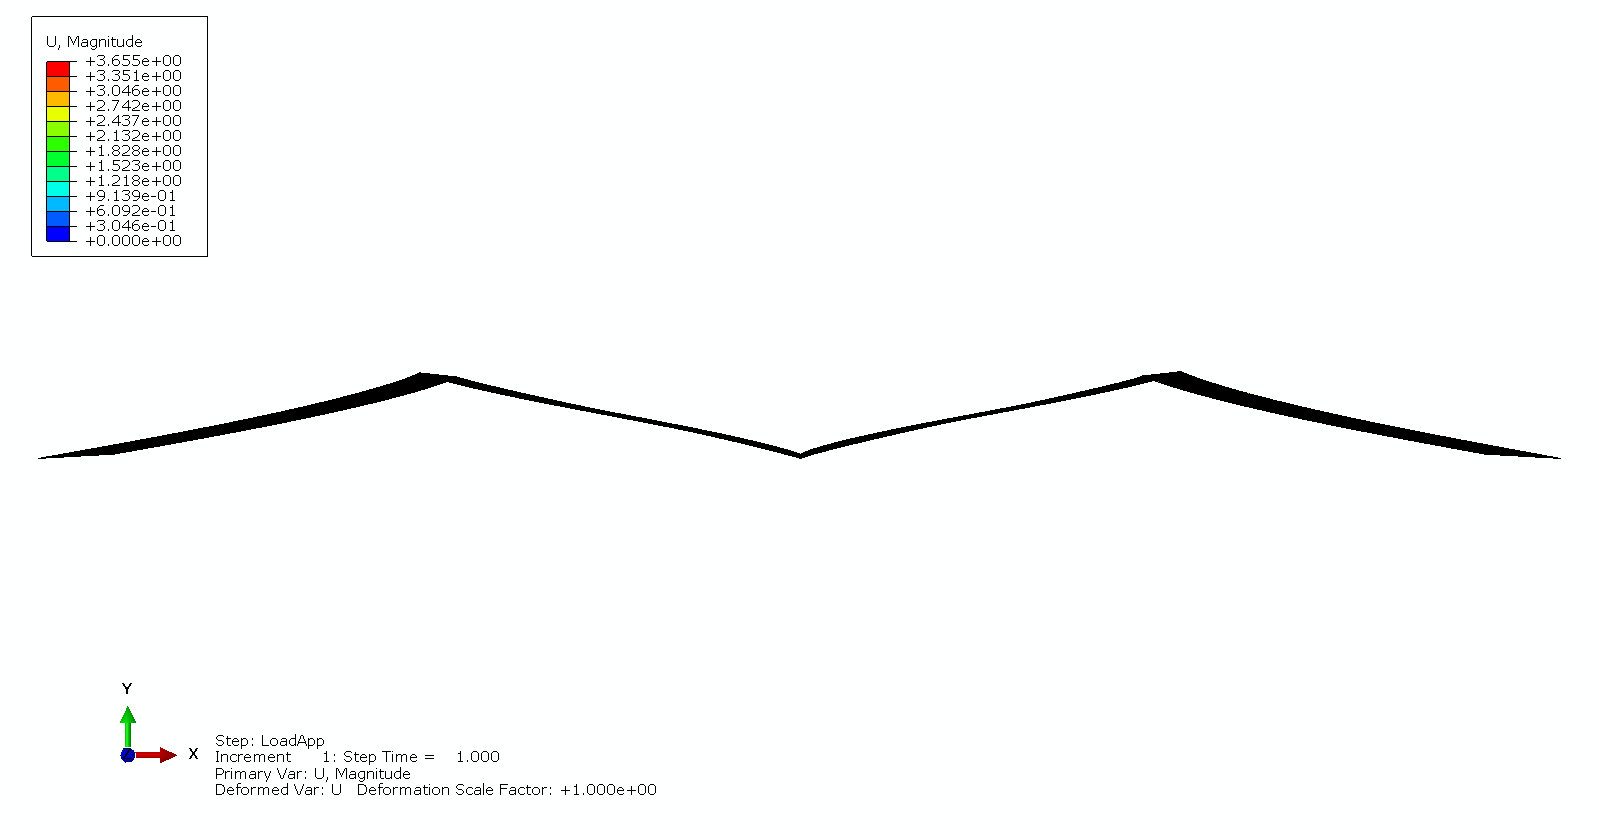 U, Magnitude
+3.655e+00
+3.351e+00
+3.046e+00
+2.742e+00
+2.437e+00
+2.132e+00
+1.828e+00
+1.523e+00
+1.218e+00
+9.139e-01
+6.092e-01
+3.046e-01
+0.000e+00
Y
X
Step: LoadApp
Increment 1: Step Time = 1.000
Primary Var: U, Magnitude
Deformed Var: U Deformation Scale Factor: +1.000e+00